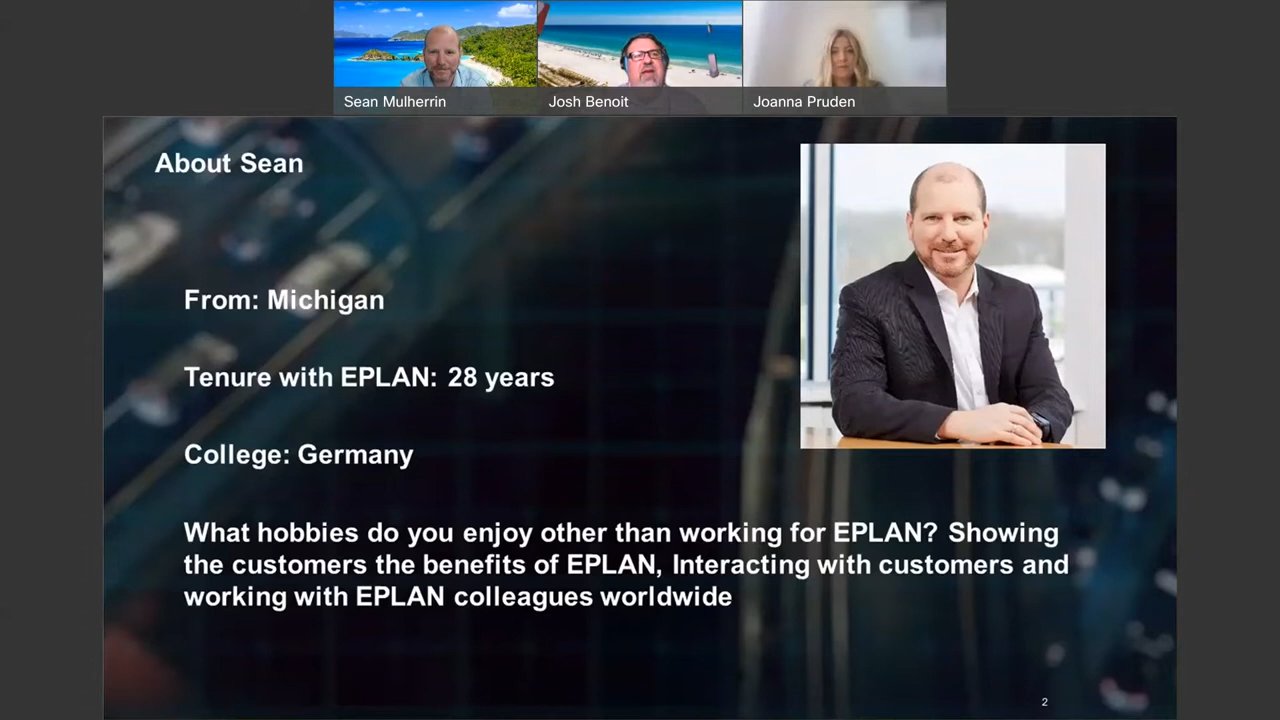 Sean Mulherrin
Josh Benoit
Joanna Pruden
About Sean
From: Michigan
Tenure with EPLAN: 28 years
College: Germany
What hobbies do you enjoy other than working for EPLAN? Showing
the customers the benefits of EPLAN, Interacting with customers and
working with EPLAN colleagues worldwide
2